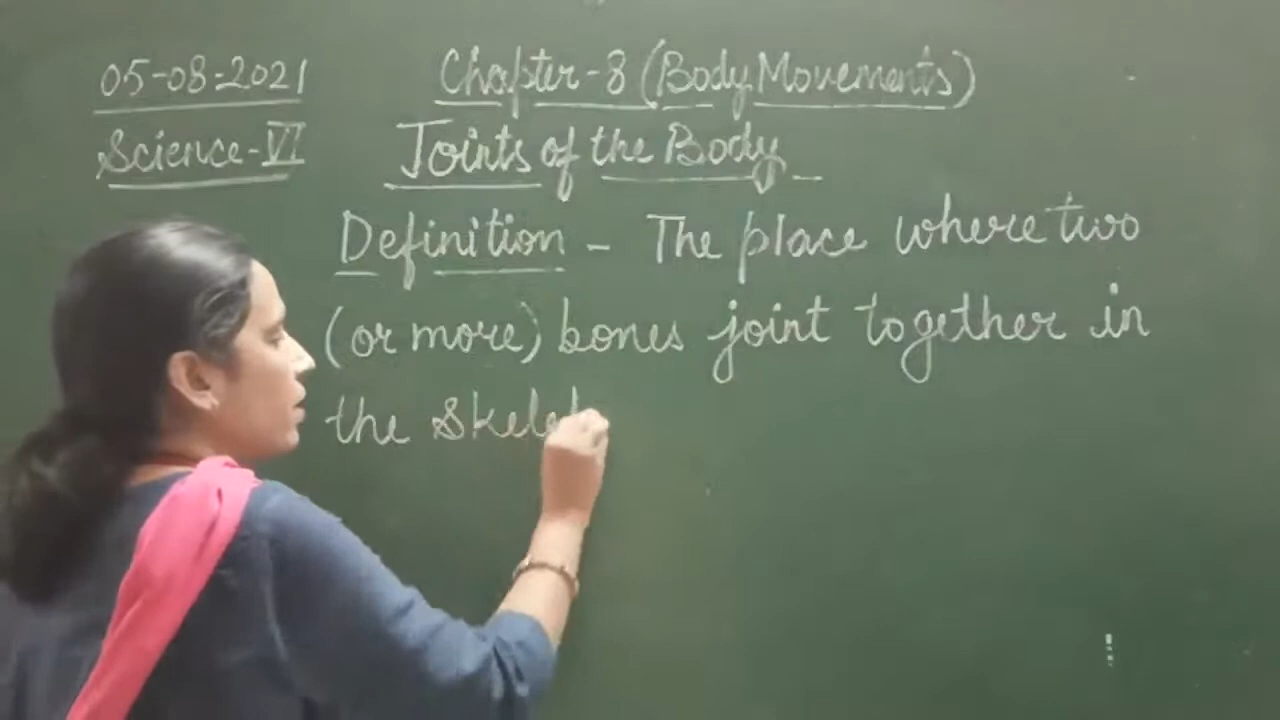 05-08-2021 Chapter-8 (Body Movements)
Science-VI Joints of the Body
Definition - The place where two
(or more) bones joint together in
the Skelet